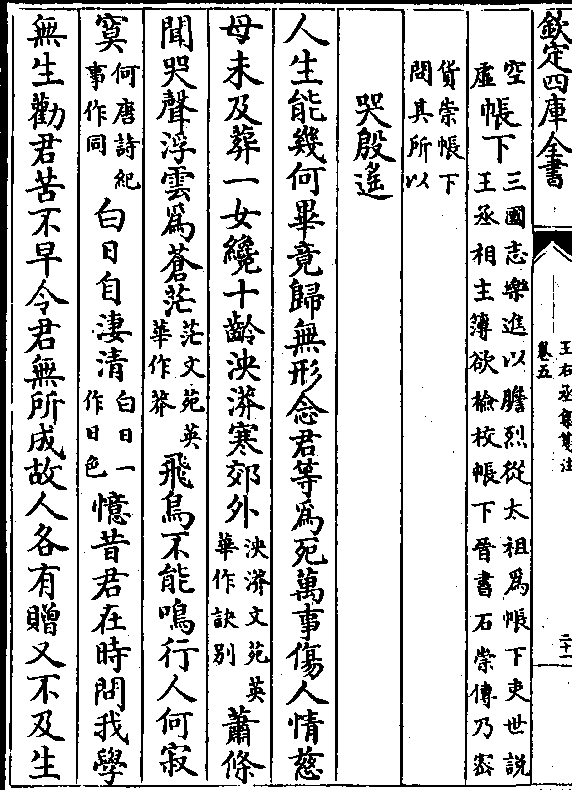 欽定四庫全書
王右丞集箋注
卷五
二十一
空
虛帳下三國志樂進以膽烈從太祖為帳下吏世說
王丞相主簿欲檢校帳下晉書石崇傳乃密
貨崇帳下
問其所以
哭殷遙
人生能幾何畢竟歸無形念君等為死萬事傷人情慈
母未及葬一女纔十齡泱漭寒郊外泱漭文苑英華作訣別蕭條
聞哭聲浮雲為蒼茫茫文苑英華作莽飛鳥不能鳴行人何寂
寞何唐詩紀事作同白日自淒清白日一作日色憶昔君在時問我學
無生勸君苦不早令君無所成故人各有贈又不及生